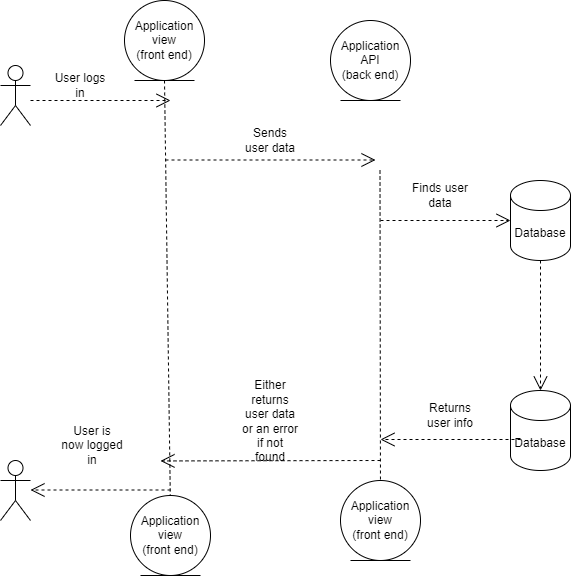 Application
view
(front end)
Application
API
(back end)
User logs
in
Sends
user data
Finds user
data
Database
Either
returns
user data
or an error
if not
found
Returns
user info
Database
User is
now logged
in
Application
view
(front end)
Application
view
(front end)